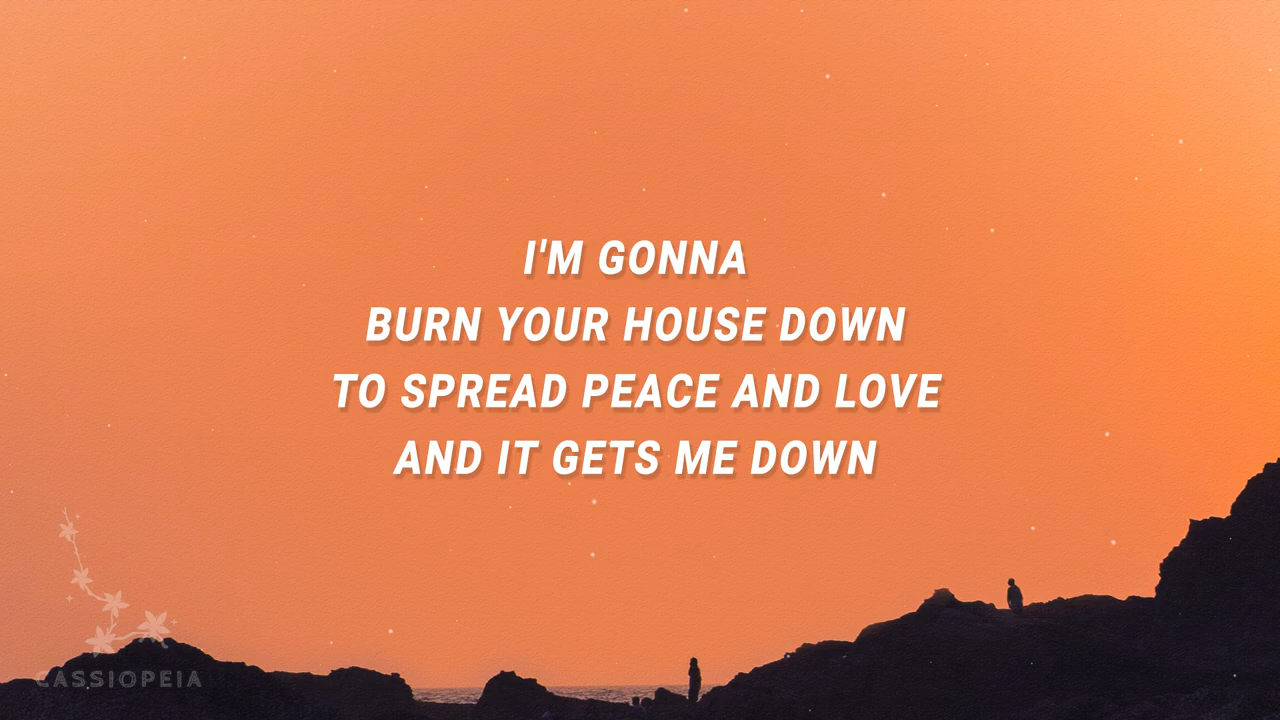 I'M GONNA
BURN YOUR HOUSE DOWN
TO SPREAD PEACE AND LOVE
AND IT GETS ME DOWN
CASSIOPEIA